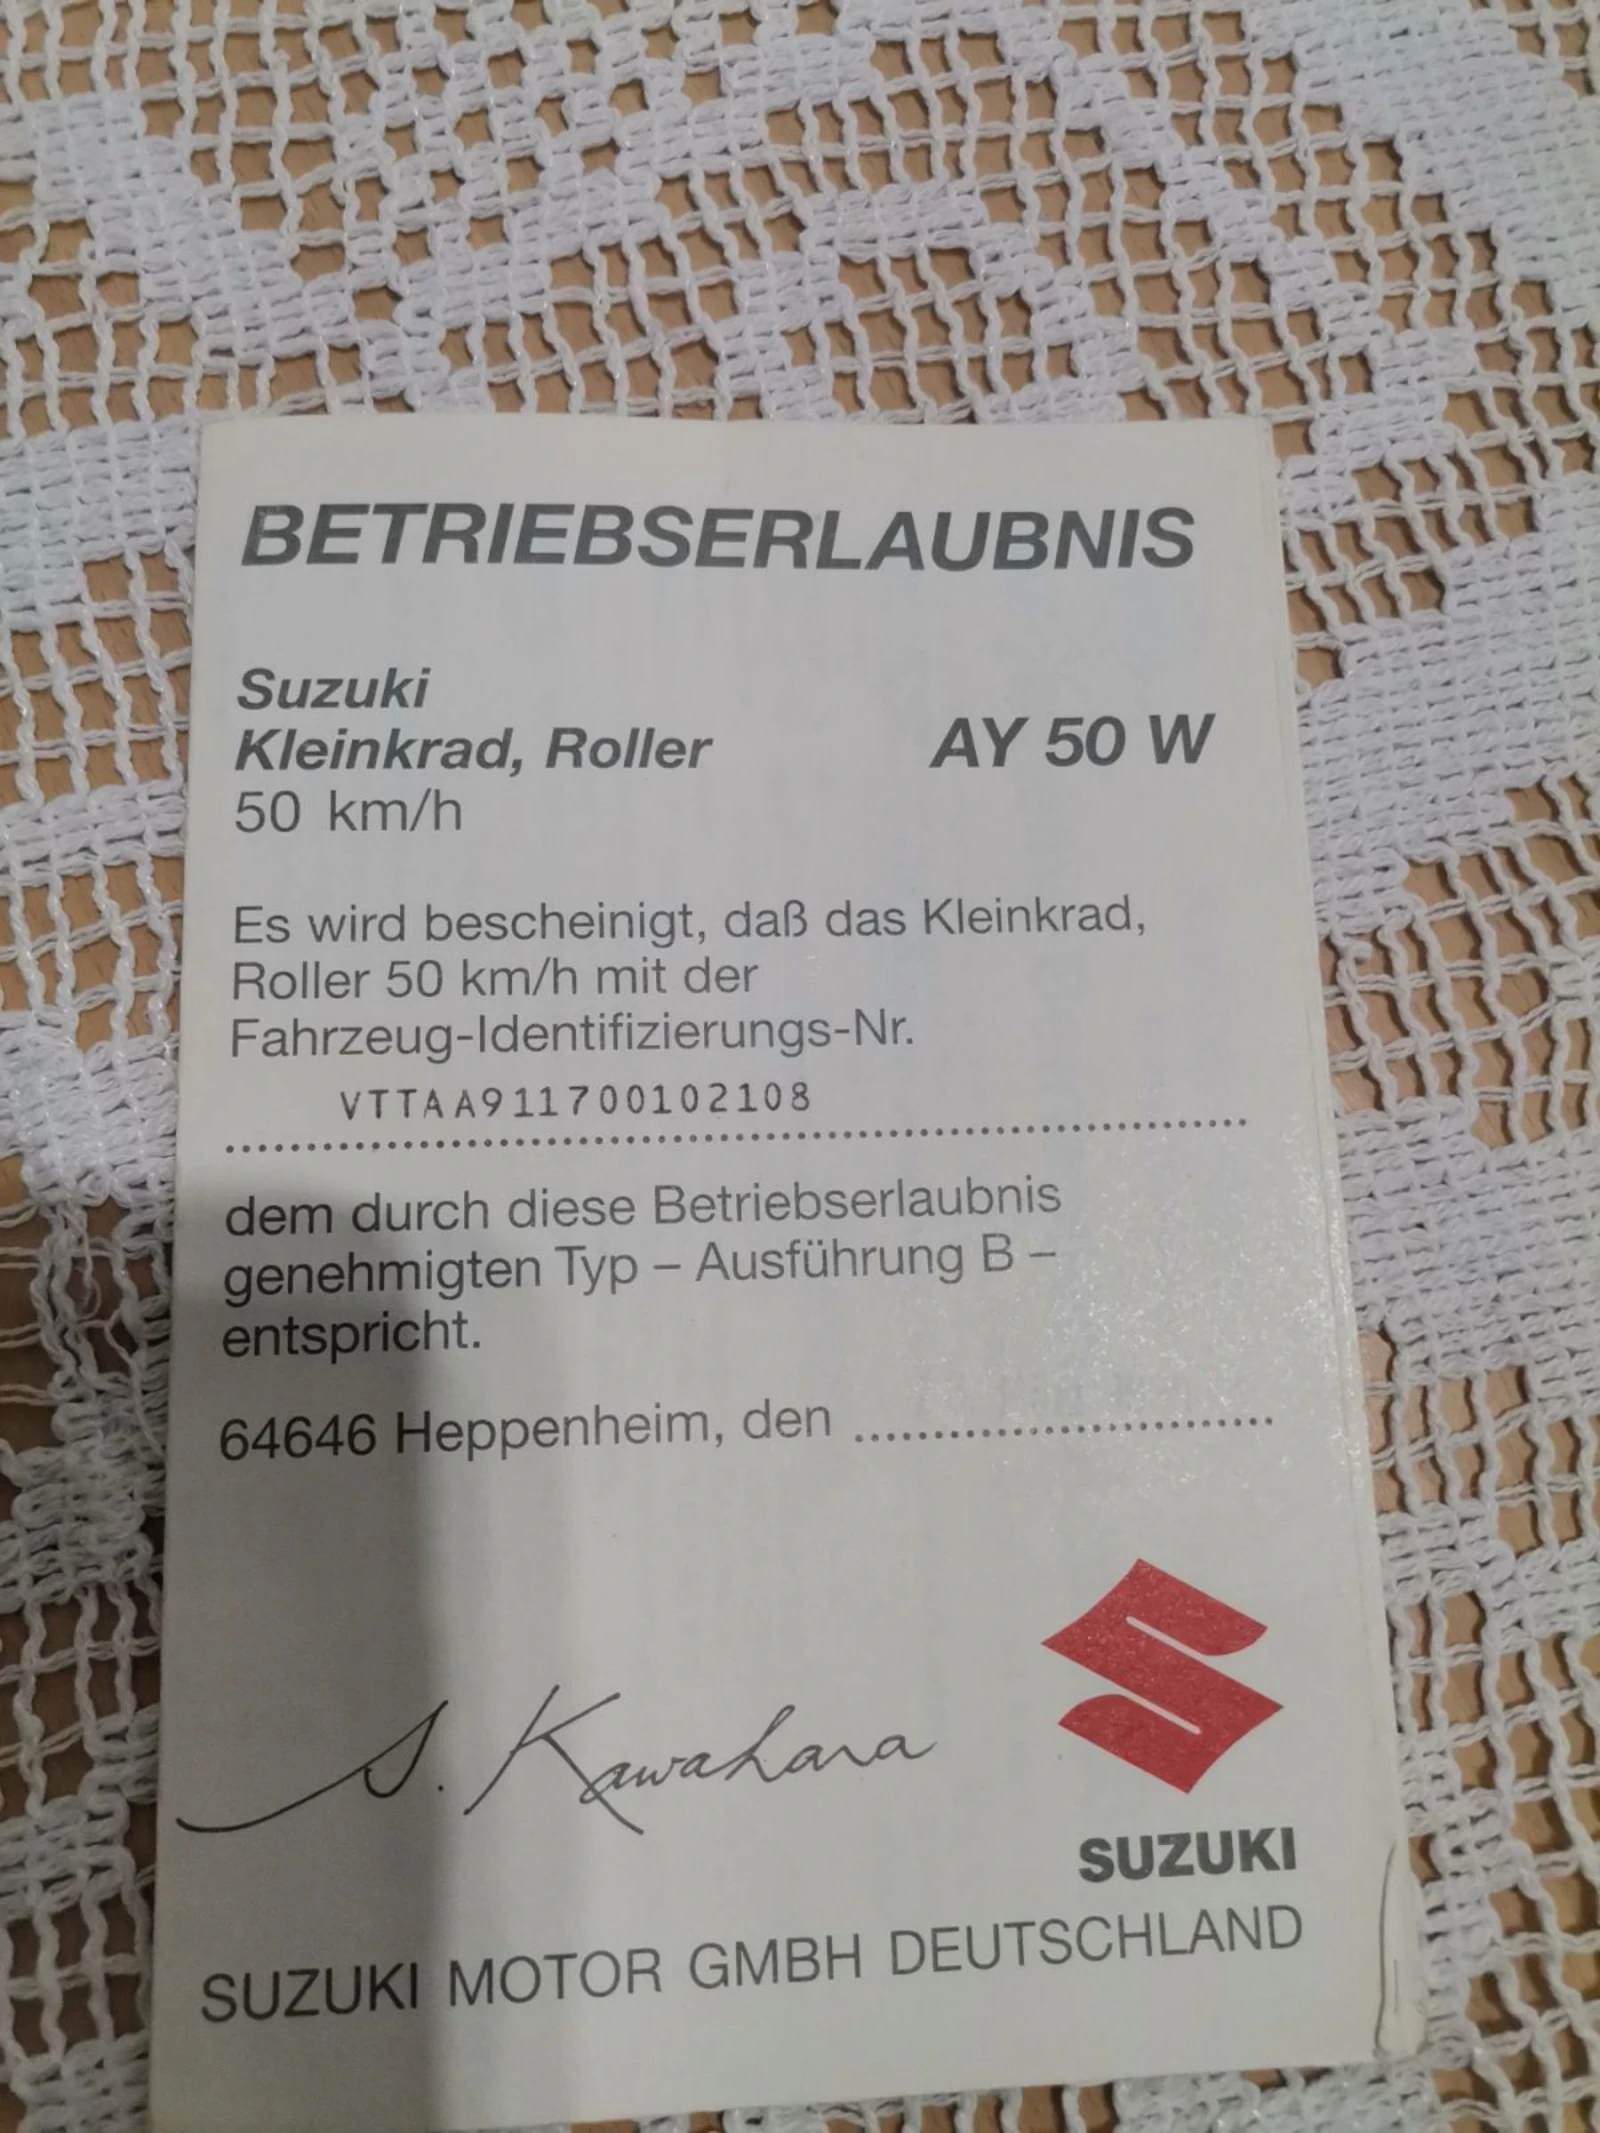 BETRIEBSERLAUBNIS
Suzuki
Kleinkrad, Roller AY 50 W
50 km/h
Es wird bescheinigt, daß das Kleinkrad,
Roller 50 km/h mit der
Fahrzeug-Identifizierungs-Nr.
VTTAA911700102108
dem durch diese Betriebserlaubnis
genehmigten Typ – Ausführung B –
entspricht.
64646 Heppenheim, den
S. Kawahara
SUZUKI
SUZUKI MOTOR GMBH DEUTSCHLAND